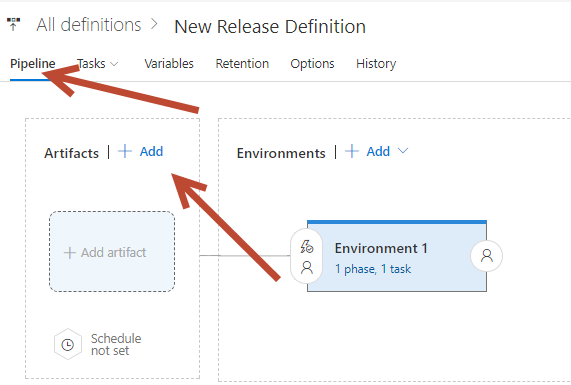 All definitions > New Release Definition
Pipeline Tasks Variables Retention Options History
Artifacts | + Add
Environments | + Add
+ Add artifact
Environment 1
1 phase, 1 task
Schedule
not set